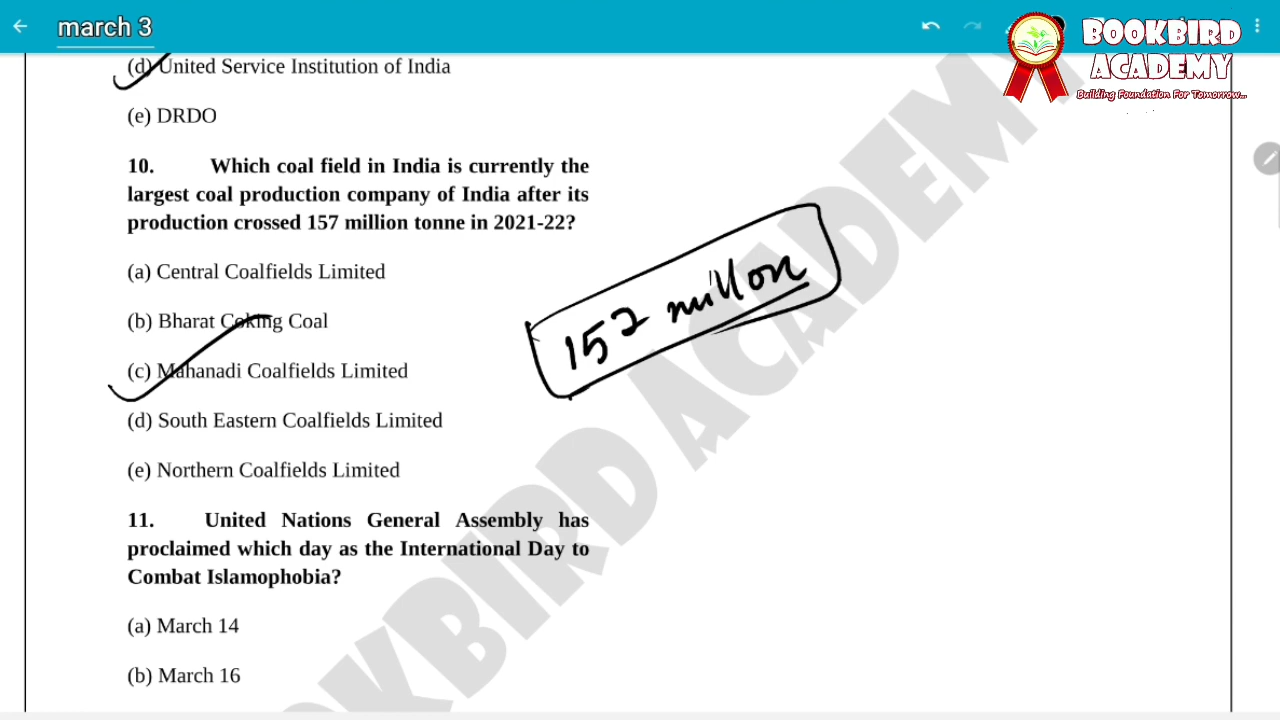 march 3
BOOKBIRD
ACADEMY
Building Foundation For Tomorrow...
(d) United Service Institution of India
(e) DRDO
10. Which coal field in India is currently the
largest coal production company of India after its
production crossed 157 million tonne in 2021-22?
(a) Central Coalfields Limited
(b) Bharat Coking Coal
(c) Mahanadi Coalfields Limited
(d) South Eastern Coalfields Limited
(e) Northern Coalfields Limited
157 million
11. United Nations General Assembly has
proclaimed which day as the International Day to
Combat Islamophobia?
(a) March 14
(b) March 16
BOOKBIRD ACADEMY